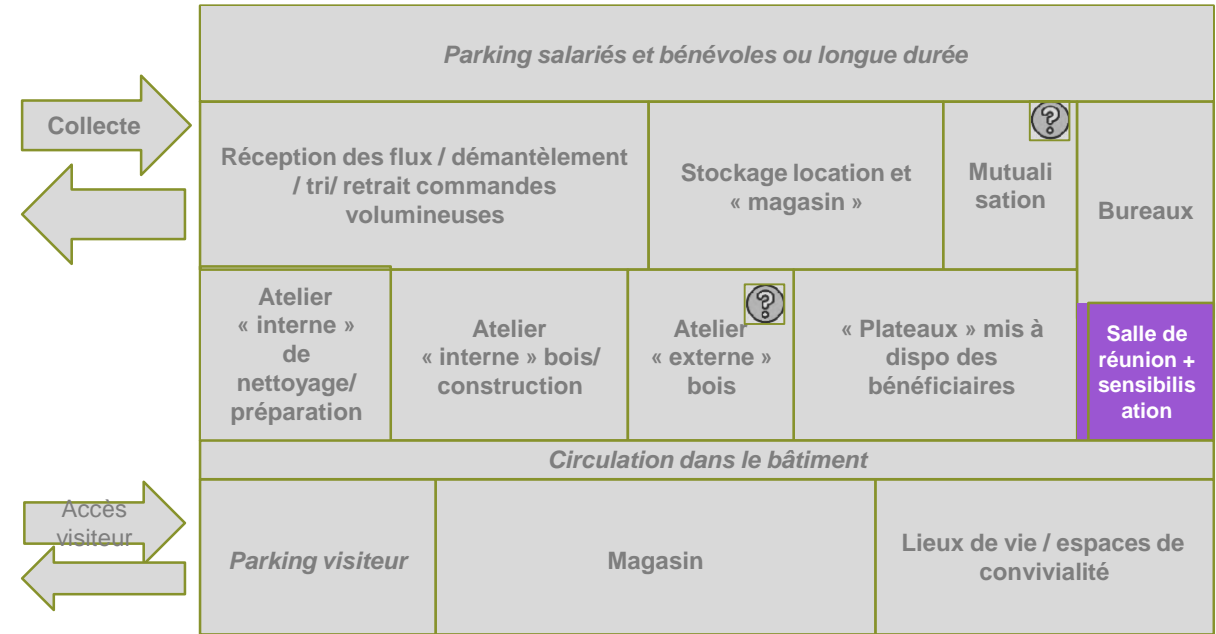 Parking salariés et bénévoles ou longue durée
Collecte
Réception des flux / démantèlement
/ tri/ retrait commandes
volumineuses
Stockage location et
« magasin »
?
Mutuali
sation
Bureaux
Atelier
« interne »
de
nettoyage/
préparation
Atelier
« interne » bois/
construction
?
Atelier
« externe »
bois
« Plateaux » mis à
dispo des
bénéficiaires
Salle de
réunion +
sensibilis
ation
Circulation dans le bâtiment
Accès
visiteur
Parking visiteur
Magasin
Lieux de vie / espaces de
convivialité